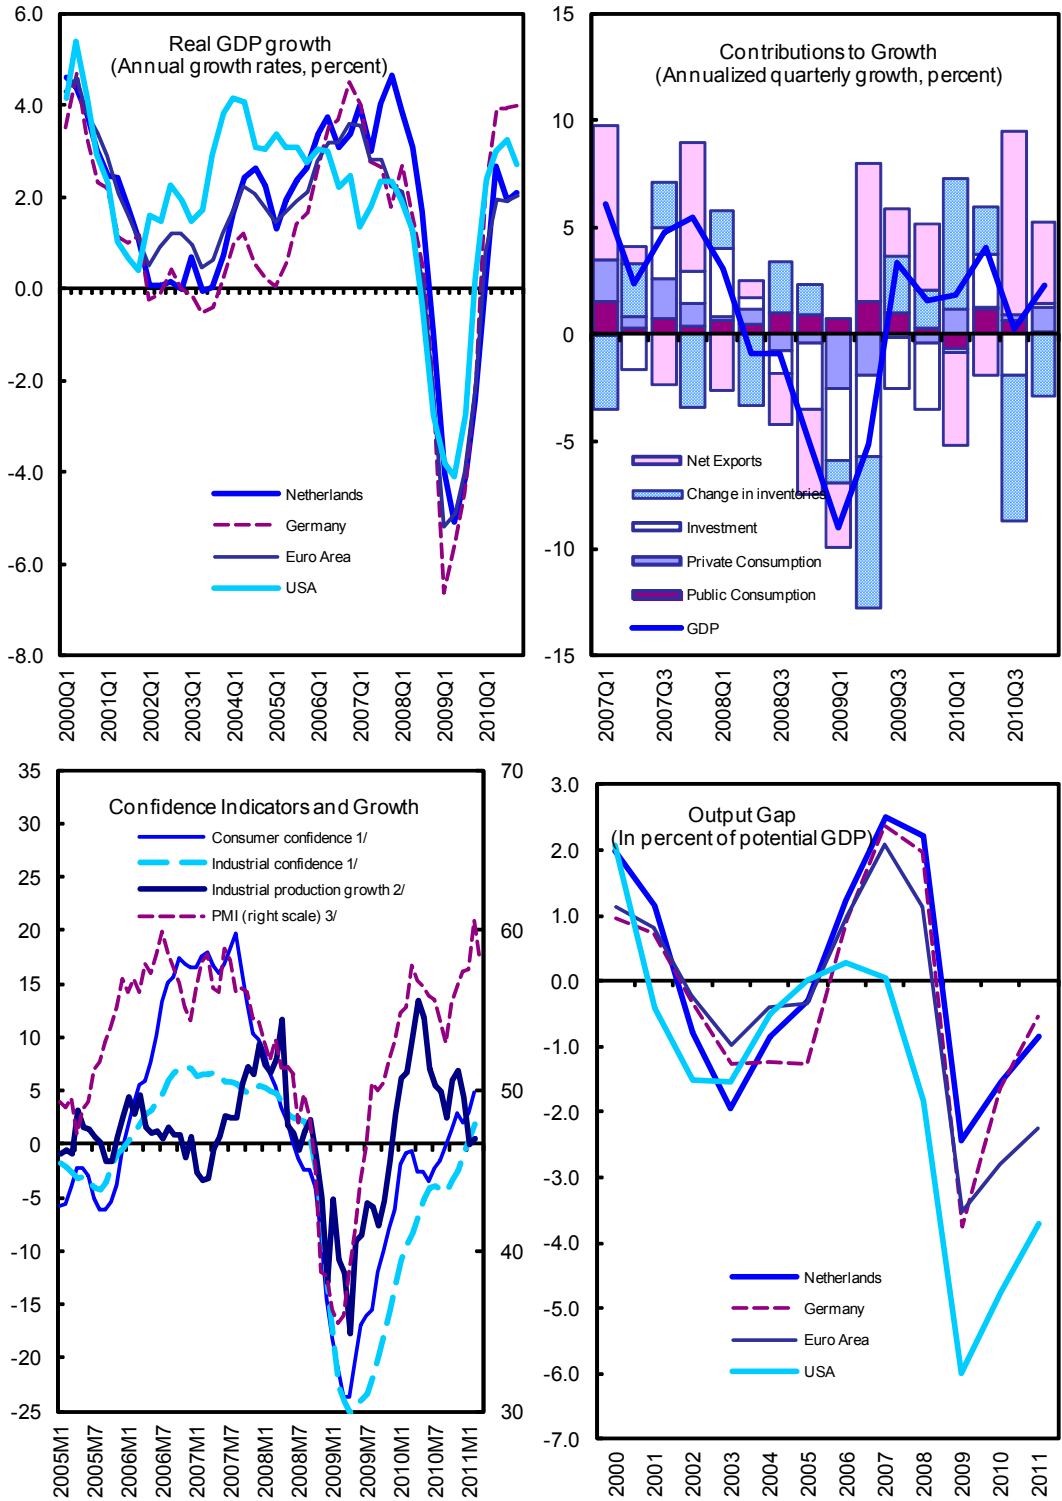 Real GDP growth
(Annual growth rates, percent)
6.0
4.0
2.0
0.0
-2.0
-4.0
-6.0
-8.0
Netherlands
Germany
Euro Area
USA
2000Q1
2001Q1
2002Q1
2003Q1
2004Q1
2005Q1
2006Q1
2007Q1
2008Q1
2009Q1
2010Q1
Contributions to Growth
(Annualized quarterly growth, percent)
15
10
5
0
-5
-10
-15
Net Exports
Change in inventories
Investment
Private Consumption
Public Consumption
GDP
2007Q1
2007Q3
2008Q1
2008Q3
2009Q1
2009Q3
2010Q1
2010Q3
Confidence Indicators and Growth
35
30
25
20
15
10
5
0
-5
-10
-15
-20
-25
70
60
50
40
30
Consumer confidence 1/
Industrial confidence 1/
Industrial production growth 2/
PMI (right scale) 3/
2005M1
2005M7
2006M1
2006M7
2007M1
2007M7
2008M1
2008M7
2009M1
2009M7
2010M1
2010M7
2011M1
Output Gap
(In percent of potential GDP)
3.0
2.0
1.0
0.0
-1.0
-2.0
-3.0
-4.0
-5.0
-6.0
-7.0
Netherlands
Germany
Euro Area
USA
2000
2001
2002
2003
2004
2005
2006
2007
2008
2009
2010
2011